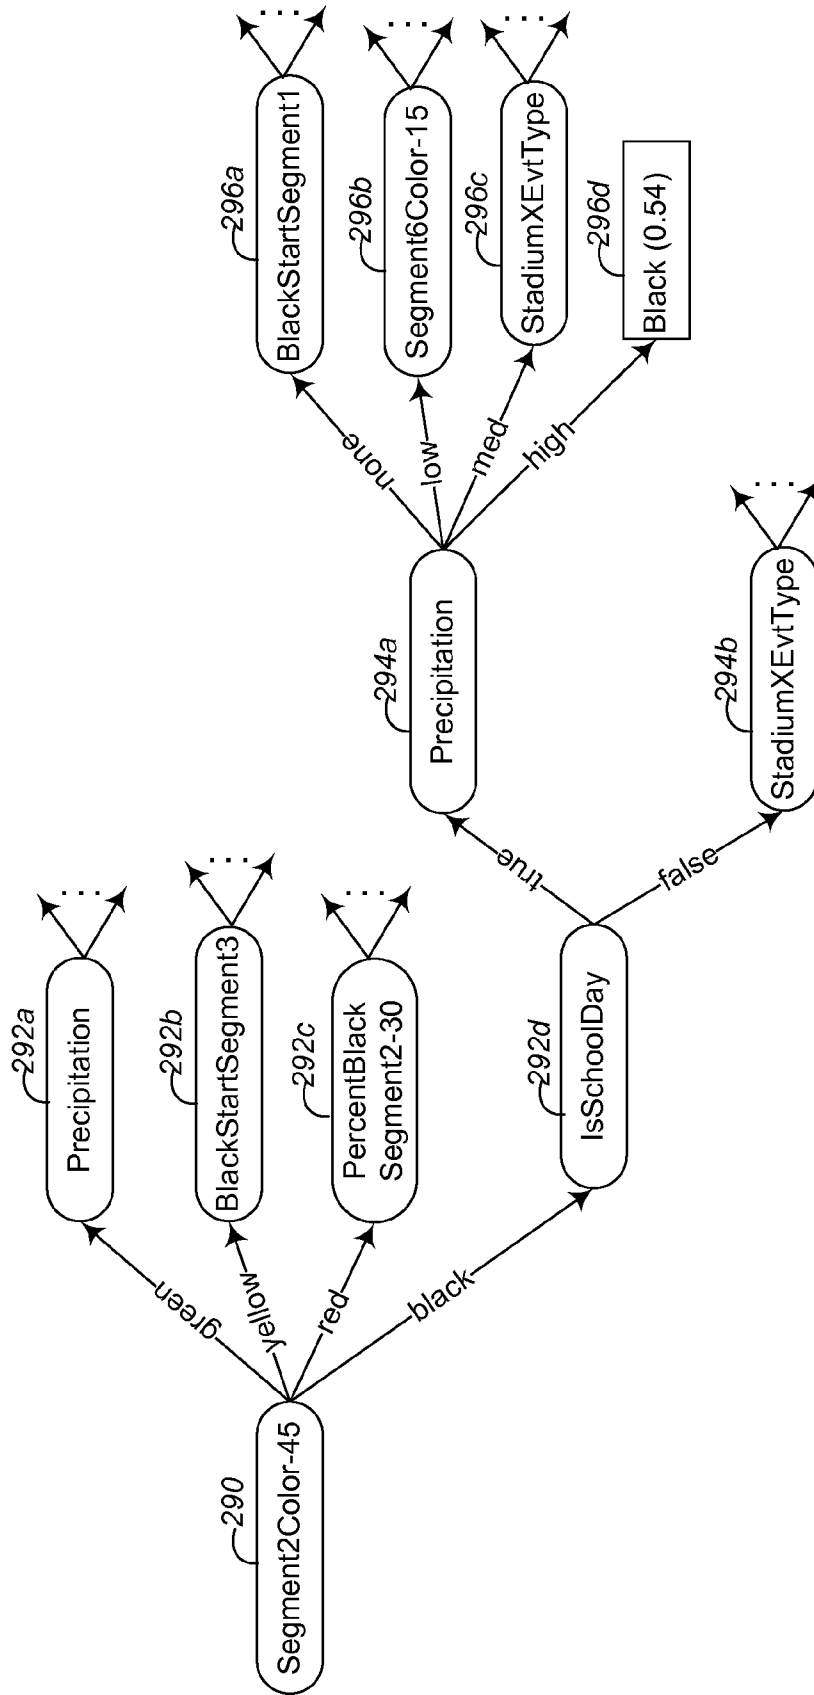 290
Segment2Color-45
green
yellow
red
black
292a
Precipitation
. . .
292b
BlackStartSegment3
. . .
292c
PercentBlack
Segment2-30
. . .
292d
IsSchoolDay
true
false
294a
Precipitation
294b
StadiumXEvtType
. . .
none
low
med
high
296a
BlackStartSegment1
. . .
296b
Segment6Color-15
. . .
296c
StadiumXEvtType
. . .
296d
Black (0.54)